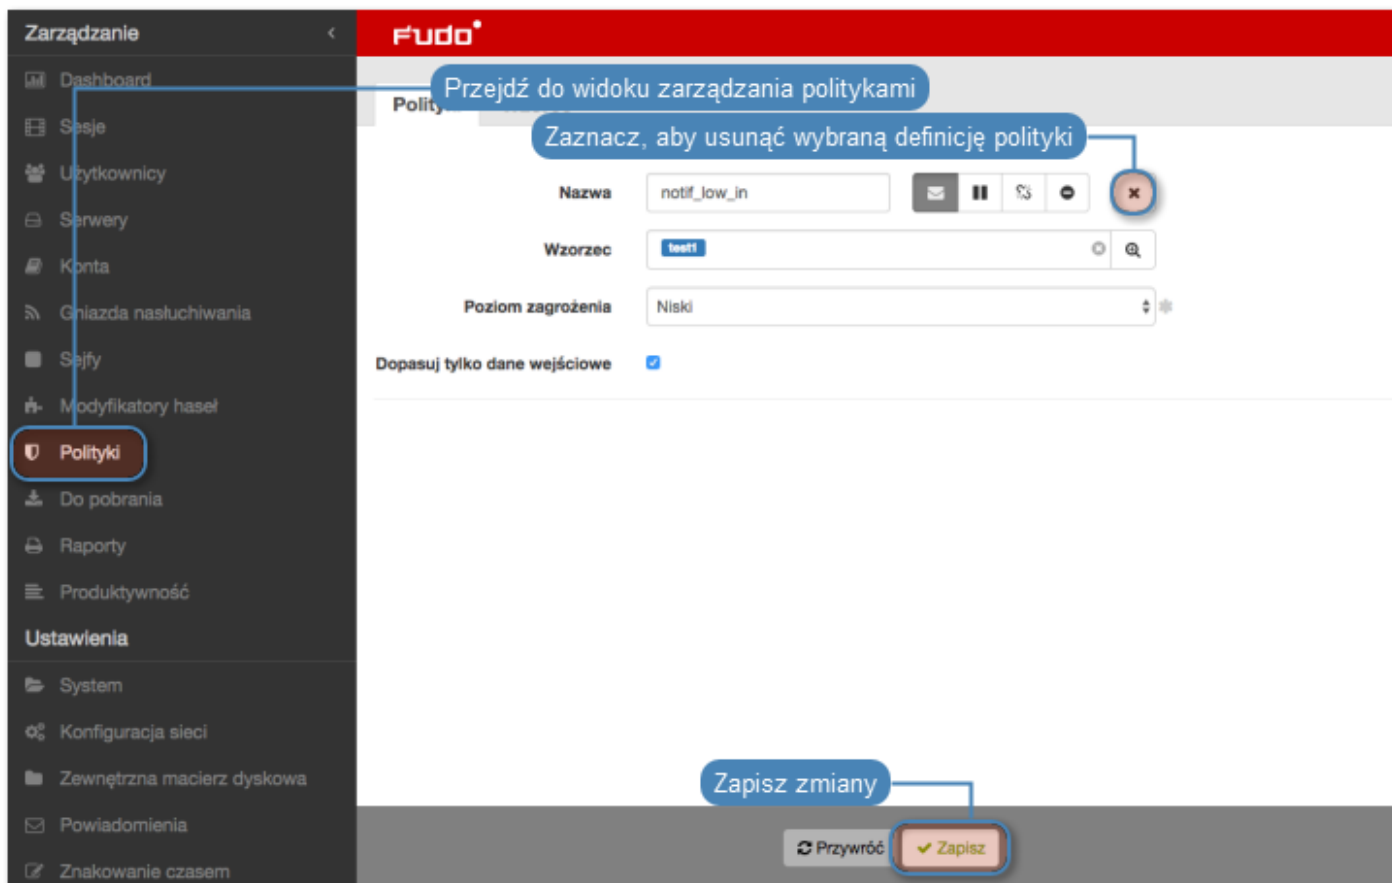 Zarządzanie
Fudo
Dashboard
Przejdź do widoku zarządzania politykami
Sesje
Zaznacz, aby usunąć wybraną definicję polityki
Użytkownicy
Nazwa
notif_low_in
Serwery
Wzorzec
test1
Konta
Gniazda nasłuchiwania
Poziom zagrożenia
Niski
Sejfy
Dopasuj tylko dane wejściowe
Modyfikatory haseł
Polityki
Do pobrania
Raporty
Produktywność
Ustawienia
System
Konfiguracja sieci
Zewnętrzna macierz dyskowa
Zapisz zmiany
Powiadomienia
Przywróć
Zapisz
Znakowanie czasem